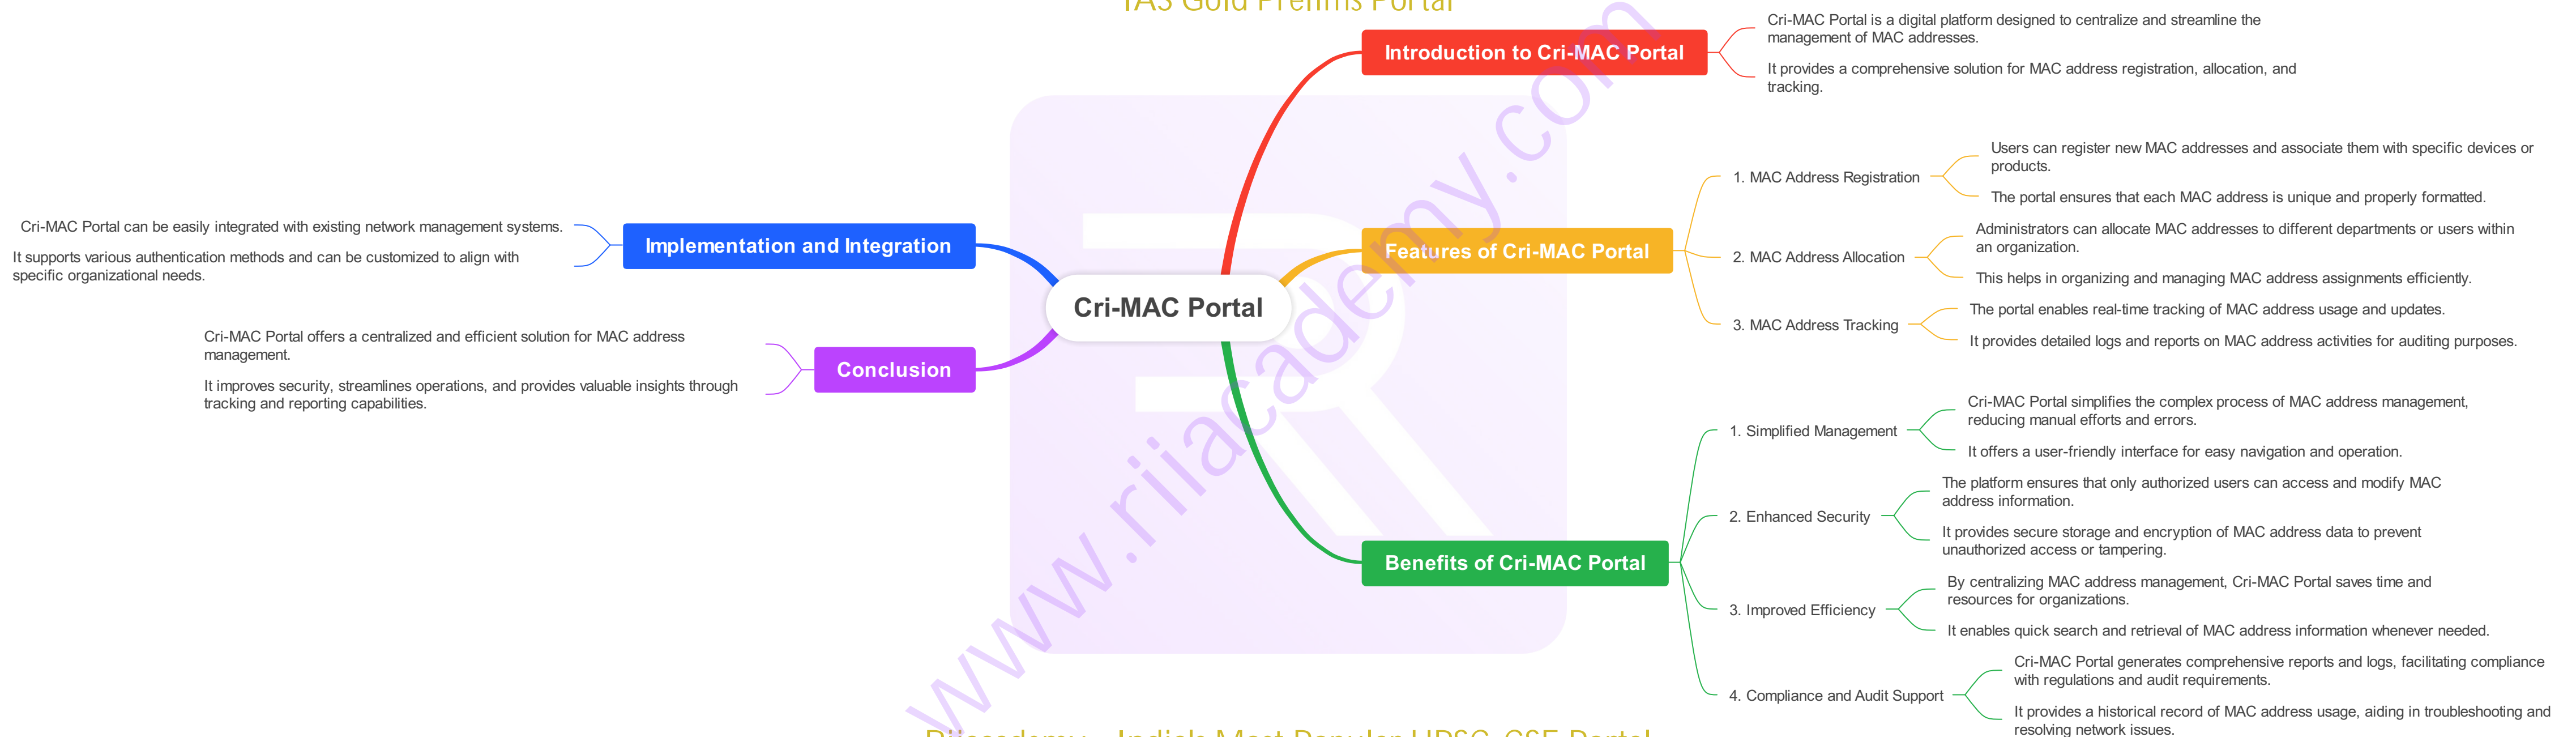 IAS Gold Prelims Portal
Introduction to Cri-MAC Portal
Cri-MAC Portal is a digital platform designed to centralize and streamline the
management of MAC addresses.
It provides a comprehensive solution for MAC address registration, allocation, and
tracking.
Features of Cri-MAC Portal
1. MAC Address Registration
Users can register new MAC addresses and associate them with specific devices or
products.
The portal ensures that each MAC address is unique and properly formatted.
2. MAC Address Allocation
Administrators can allocate MAC addresses to different departments or users within
an organization.
This helps in organizing and managing MAC address assignments efficiently.
3. MAC Address Tracking
The portal enables real-time tracking of MAC address usage and updates.
It provides detailed logs and reports on MAC address activities for auditing purposes.
Cri-MAC Portal
Benefits of Cri-MAC Portal
1. Simplified Management
Cri-MAC Portal simplifies the complex process of MAC address management,
reducing manual efforts and errors.
It offers a user-friendly interface for easy navigation and operation.
2. Enhanced Security
The platform ensures that only authorized users can access and modify MAC
address information.
It provides secure storage and encryption of MAC address data to prevent
unauthorized access or tampering.
3. Improved Efficiency
By centralizing MAC address management, Cri-MAC Portal saves time and
resources for organizations.
It enables quick search and retrieval of MAC address information whenever needed.
4. Compliance and Audit Support
Cri-MAC Portal generates comprehensive reports and logs, facilitating compliance
with regulations and audit requirements.
It provides a historical record of MAC address usage, aiding in troubleshooting and
resolving network issues.
Implementation and Integration
Cri-MAC Portal can be easily integrated with existing network management systems.
It supports various authentication methods and can be customized to align with
specific organizational needs.
Conclusion
Cri-MAC Portal offers a centralized and efficient solution for MAC address
management.
It improves security, streamlines operations, and provides valuable insights through
tracking and reporting capabilities.
www.riiacademy.com
India's Most Popular UPSC-CSE Portal